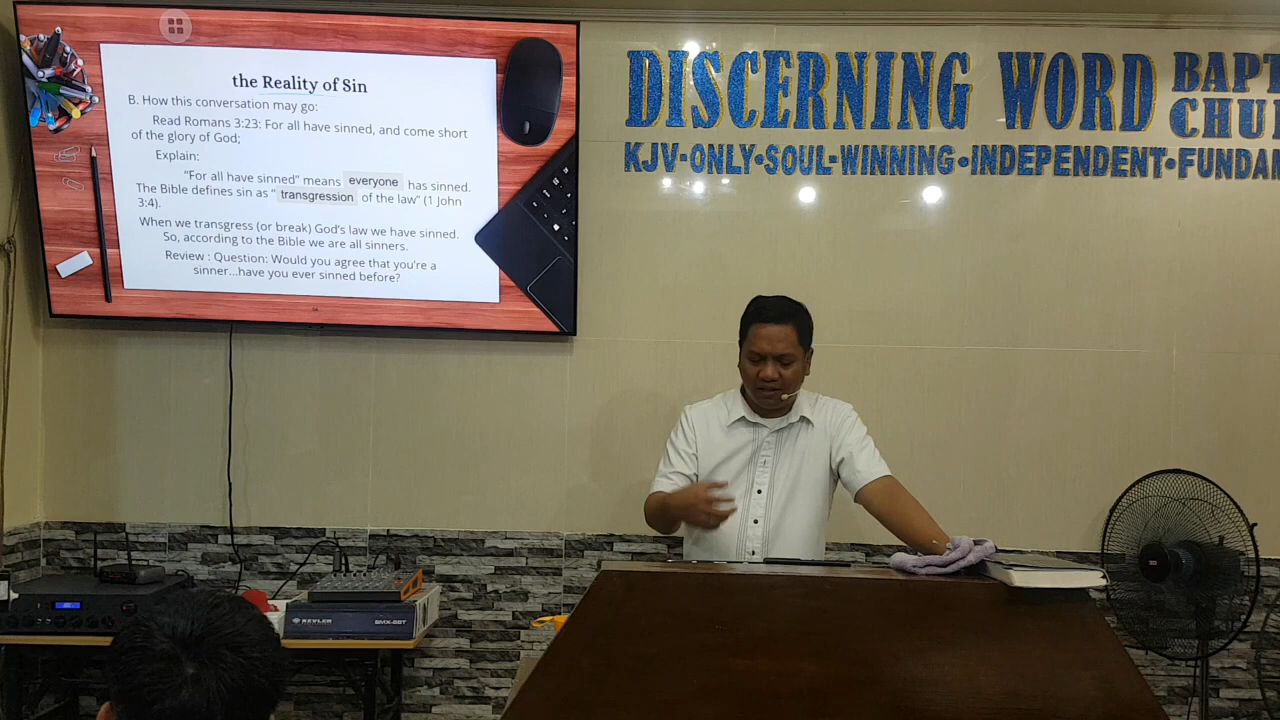 the Reality of Sin
B. How this conversation may go:
Read Romans 3:23: For all have sinned, and come short
of the glory of God;
Explain:
“For all have sinned” means everyone has sinned.
The Bible defines sin as “ transgression of the law” (1 John
3:4).
When we transgress (or break) God’s law we have sinned.
So, according to the Bible we are all sinners.
Review : Question: Would you agree that you’re a
sinner...have you ever sinned before?
DISCERNING WORD BAPT
CHU
KJV-ONLY•SOUL-WINNING•INDEPENDENT•FUNDAM
KEVLER
BMX-6BT